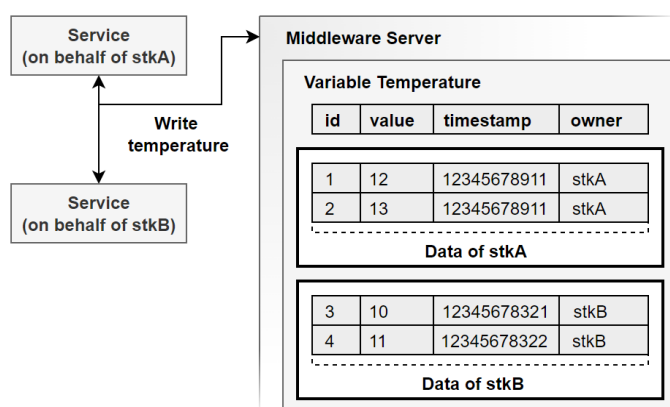 Service
(on behalf of stkA)
Write
temperature
Service
(on behalf of stkB)
Middleware Server
Variable Temperature
id value timestamp owner
1 12 12345678911 stkA
2 13 12345678911 stkA
Data of stkA
3 10 12345678321 stkB
4 11 12345678322 stkB
Data of stkB